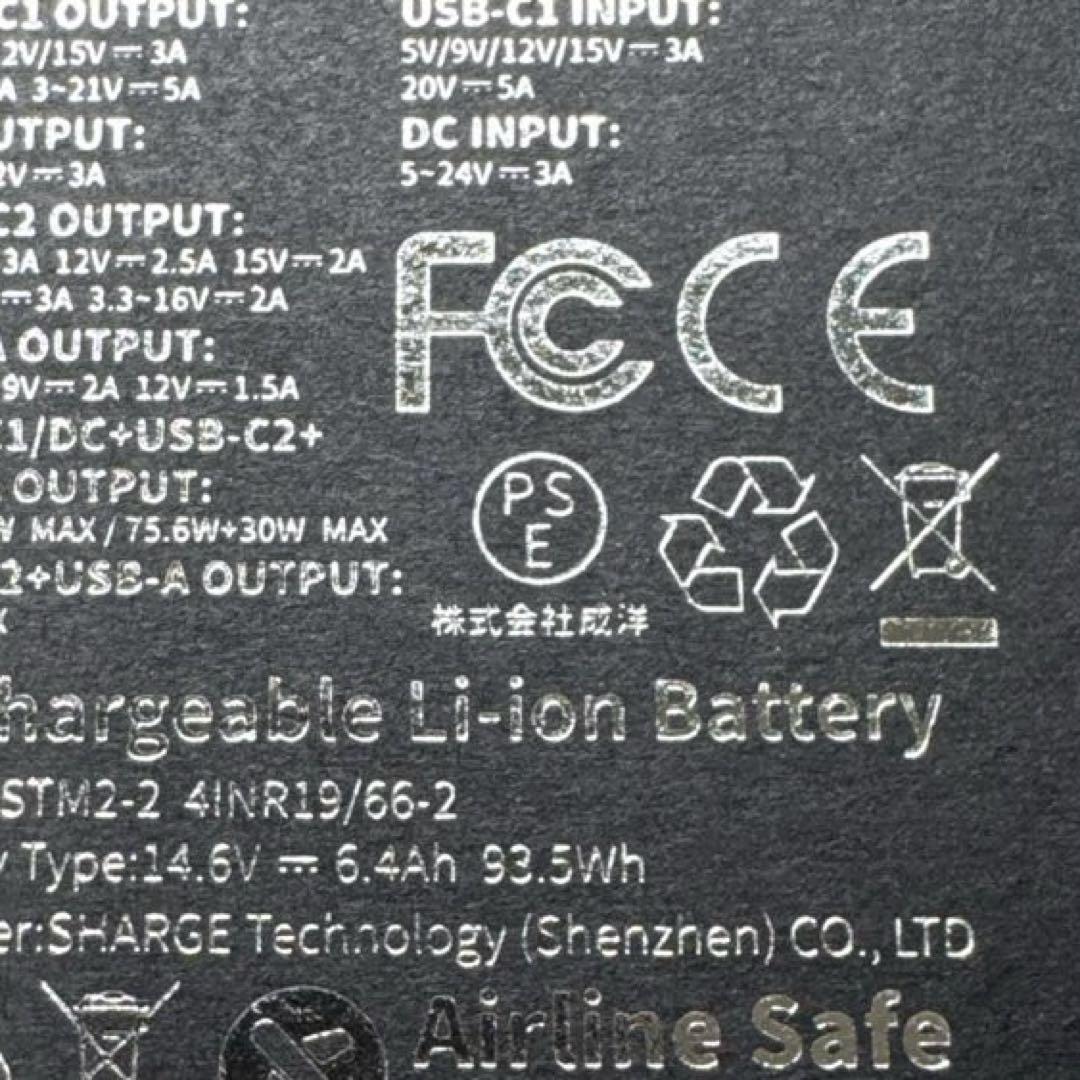 C1 OUTPUT:
2V/15V⎓3A
A 3~21V⎓5A
UTPUT:
2V⎓3A
C2 OUTPUT:
3A 12V⎓2.5A 15V⎓2A
⎓3A 3.3~16V⎓2A
A OUTPUT:
9V⎓2A 12V⎓1.5A
C1/DC+USB-C2+
OUTPUT:
W MAX / 75.6W+30W MAX
2+USB-A OUTPUT:
X
USB-C1 INPUT:
5V/9V/12V/15V⎓3A
20V⎓5A
DC INPUT:
5~24V⎓3A
FC CE
PS
E
株式会社成洋
hargeable Li-ion Battery
STM2-2 4INR19/66-2
y Type:14.6V ⎓ 6.4Ah 93.5Wh
er:SHARGE Technology (Shenzhen) CO., LTD
Airline Safe